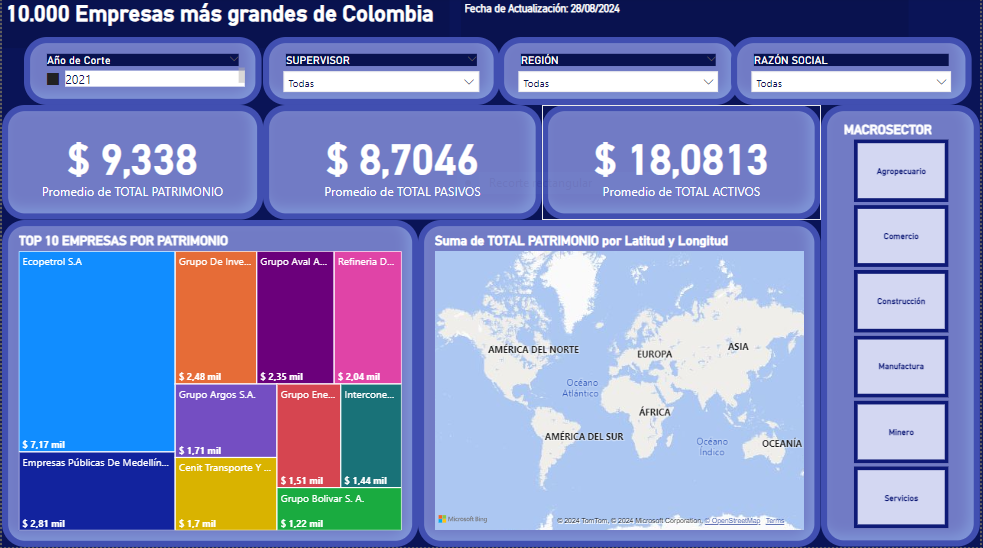 10.000 Empresas más grandes de Colombia
Fecha de Actualización: 28/08/2024
Año de Corte
2021
SUPERVISOR
Todas
REGIÓN
Todas
RAZÓN SOCIAL
Todas
$ 9,338
Promedio de TOTAL PATRIMONIO
$ 8,7046
Promedio de TOTAL PASIVOS
$ 18,0813
Promedio de TOTAL ACTIVOS
MACROSECTOR
Agropecuario
Comercio
Construcción
Manufactura
Minero
Servicios
TOP 10 EMPRESAS POR PATRIMONIO
Ecopetrol S.A
$ 7,17 mil
Empresas Públicas De Medellín...
$ 2,81 mil
Grupo De Inve...
$ 2,48 mil
Grupo Aval A...
$ 2,35 mil
Refineria D...
$ 2,04 mil
Grupo Argos S.A.
$ 1,71 mil
Cenit Transporte Y ...
$ 1,7 mil
Grupo Ene...
$ 1,51 mil
Intercone...
$ 1,44 mil
Grupo Bolivar S. A.
$ 1,22 mil
Suma de TOTAL PATRIMONIO por Latitud y Longitud
AMÉRICA DEL NORTE
EUROPA
ASIA
Océano
Atlántico
ÁFRICA
AMÉRICA DEL SUR
Océano
Índico
OCEANÍA
Microsoft Bing
© 2024 TomTom, © 2024 Microsoft Corporation, © OpenStreetMap Terms